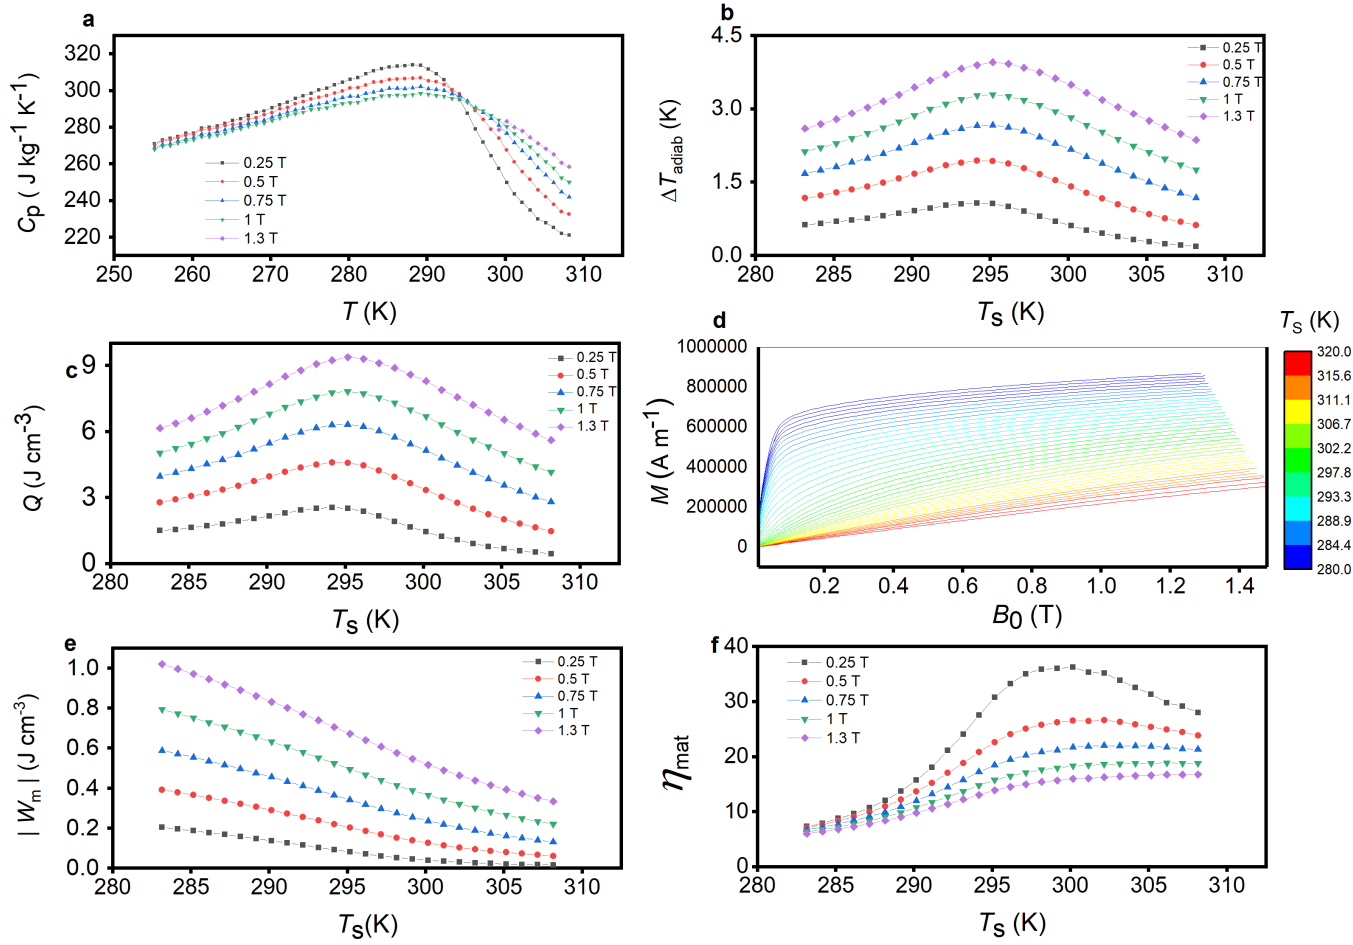 a
330
320
300
280
260
240
220
250 260 270 280 290 300 310
Cp ( J kg-1 K-1)
T (K)
0.25 T
0.5 T
0.75 T
1 T
1.3 T
b
4.5
3.0
1.5
0.0
280 285 290 295 300 305 310
ΔTadiab (K)
TS (K)
0.25 T
0.5 T
0.75 T
1 T
1.3 T
c
9
6
3
0
280 285 290 295 300 305 310
Q (J cm-3)
TS (K)
0.25 T
0.5 T
0.75 T
1 T
1.3 T
d
1000000
800000
600000
400000
200000
0
0.2 0.4 0.6 0.8 1.0 1.2 1.4
M (A m-1)
B0 (T)
TS (K)
320.0
315.6
311.1
306.7
302.2
297.8
293.3
288.9
284.4
280.0
e
1.0
0.8
0.6
0.4
0.2
0.0
280 285 290 295 300 305 310
| Wm | (J cm-3)
TS(K)
0.25 T
0.5 T
0.75 T
1 T
1.3 T
f
40
30
20
10
0
280 285 290 295 300 305 310
ηmat
TS (K)
0.25 T
0.5 T
0.75 T
1 T
1.3 T